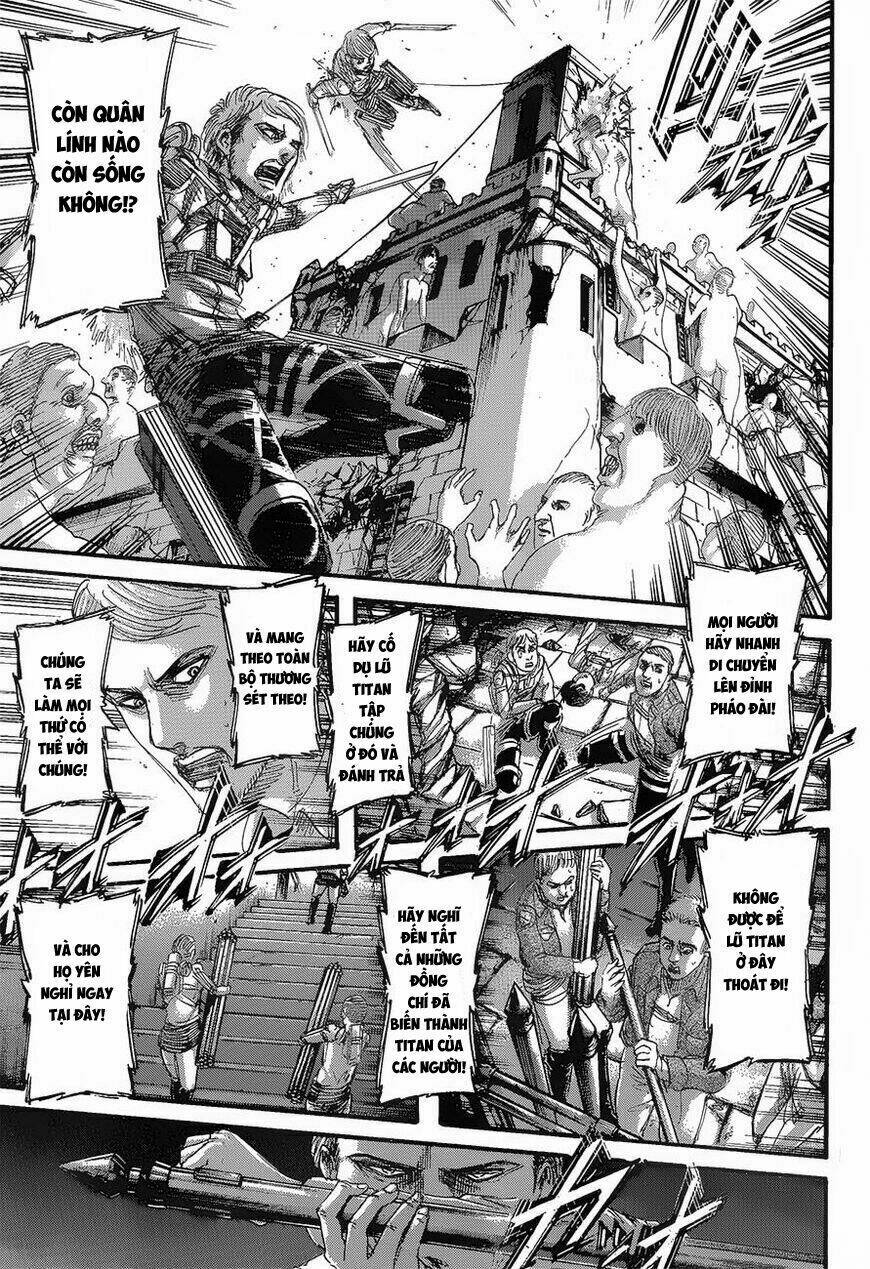 CÒN QUÂN
LÍNH NÀO
CÒN SỐNG
KHÔNG!?
MỌI NGƯỜI
HÃY NHANH
DI CHUYỂN
LÊN ĐỈNH
PHÁO ĐÀI!
HÃY CỐ
DỤ LŨ
TITAN
TẬP
CHÚNG
Ở ĐÓ VÀ
ĐÁNH TRẢ
VÀ MANG
THEO TOÀN
BỘ THƯƠNG
SÉT THEO!
CHÚNG
TA SẼ
LÀM MỌI
THỨ CÓ
THỂ VỚI
CHÚNG!
KHÔNG
ĐƯỢC ĐỂ
LŨ TITAN
Ở ĐÂY
THOÁT ĐI!
HÃY NGHĨ
ĐẾN TẤT
CẢ NHỮNG
ĐỒNG
CHÍ ĐÃ
BIẾN THÀNH
TITAN CỦA
CÁC NGƯỜI!
VÀ CHO
HỌ YÊN
NGHỈ NGAY
TẠI ĐÂY!